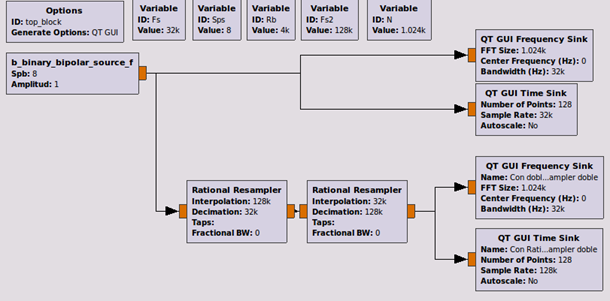 Options
ID: top_block
Generate Options: QT GUI
Variable
ID: Fs
Value: 32k
Variable
ID: Sps
Value: 8
Variable
ID: Rb
Value: 4k
Variable
ID: Fs2
Value: 128k
Variable
ID: N
Value: 1.024k
b_binary_bipolar_source_f
Spb: 8
Amplitud: 1
QT GUI Frequency Sink
FFT Size: 1.024k
Center Frequency (Hz): 0
Bandwidth (Hz): 32k
QT GUI Time Sink
Number of Points: 128
Sample Rate: 32k
Autoscale: No
Rational Resampler
Interpolation: 128k
Decimation: 32k
Taps:
Fractional BW: 0
Rational Resampler
Interpolation: 32k
Decimation: 128k
Taps:
Fractional BW: 0
QT GUI Frequency Sink
Name: Con dobl...ampler doble
FFT Size: 1.024k
Center Frequency (Hz): 0
Bandwidth (Hz): 32k
QT GUI Time Sink
Name: Con Rati...ampler doble
Number of Points: 128
Sample Rate: 128k
Autoscale: No